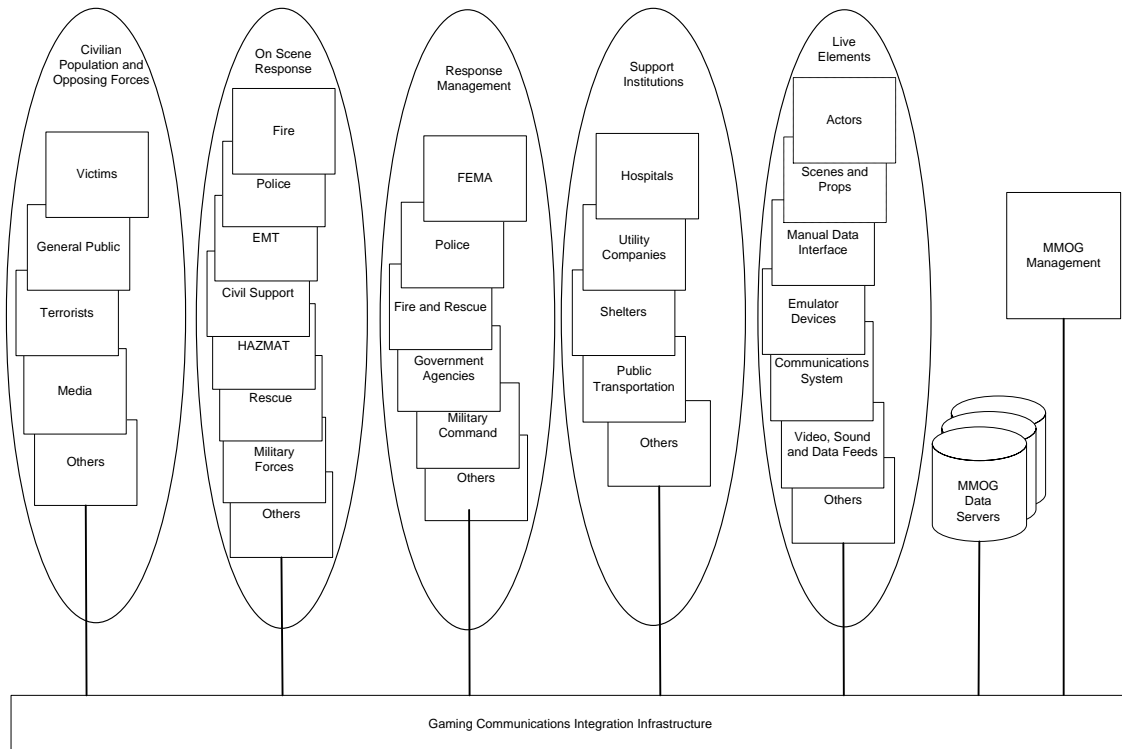 Civilian
Population and
Opposing Forces
Victims
General Public
Terrorists
Media
Others
On Scene
Response
Fire
Police
EMT
Civil Support
HAZMAT
Rescue
Military
Forces
Others
Response
Management
FEMA
Police
Fire and Rescue
Government
Agencies
Military
Command
Others
Support
Institutions
Hospitals
Utility
Companies
Shelters
Public
Transportation
Others
Live
Elements
Actors
Scenes and
Props
Manual Data
Interface
Emulator
Devices
Communications
System
Video, Sound
and Data Feeds
Others
MMOG
Management
MMOG
Data
Servers
Gaming Communications Integration Infrastructure